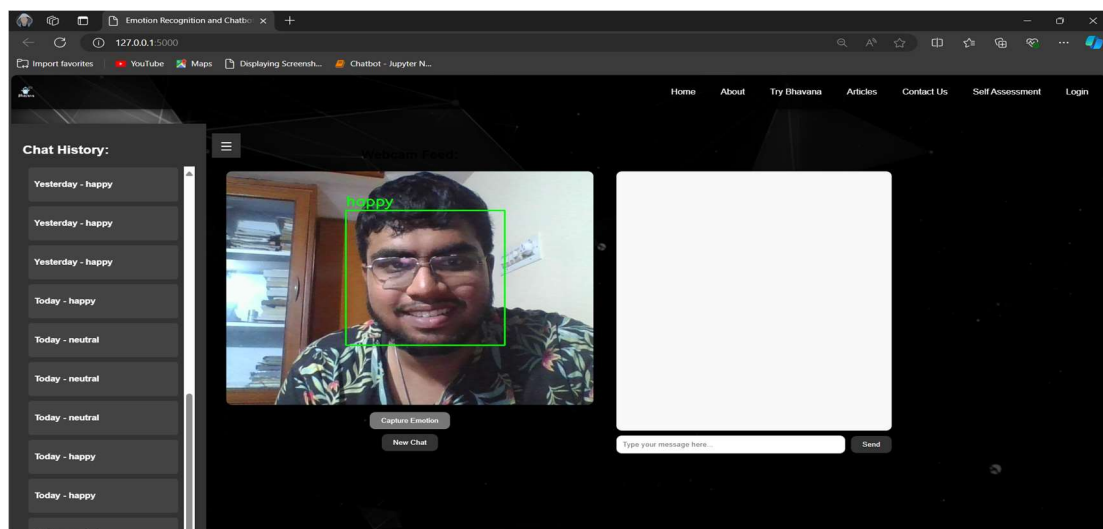 Emotion Recognition and Chatbo
127.0.0.1:5000
Import favorites
YouTube
Maps
Displaying Screensh...
Chatbot - Jupyter N...
Home
About
Try Bhavana
Articles
Contact Us
Self Assessment
Login
Chat History:
Webcam Feed:
Yesterday - happy
Yesterday - happy
Yesterday - happy
Today - happy
Today - neutral
Today - neutral
Today - neutral
Today - happy
Today - happy
happy
Capture Emotion
New Chat
Type your message here...
Send